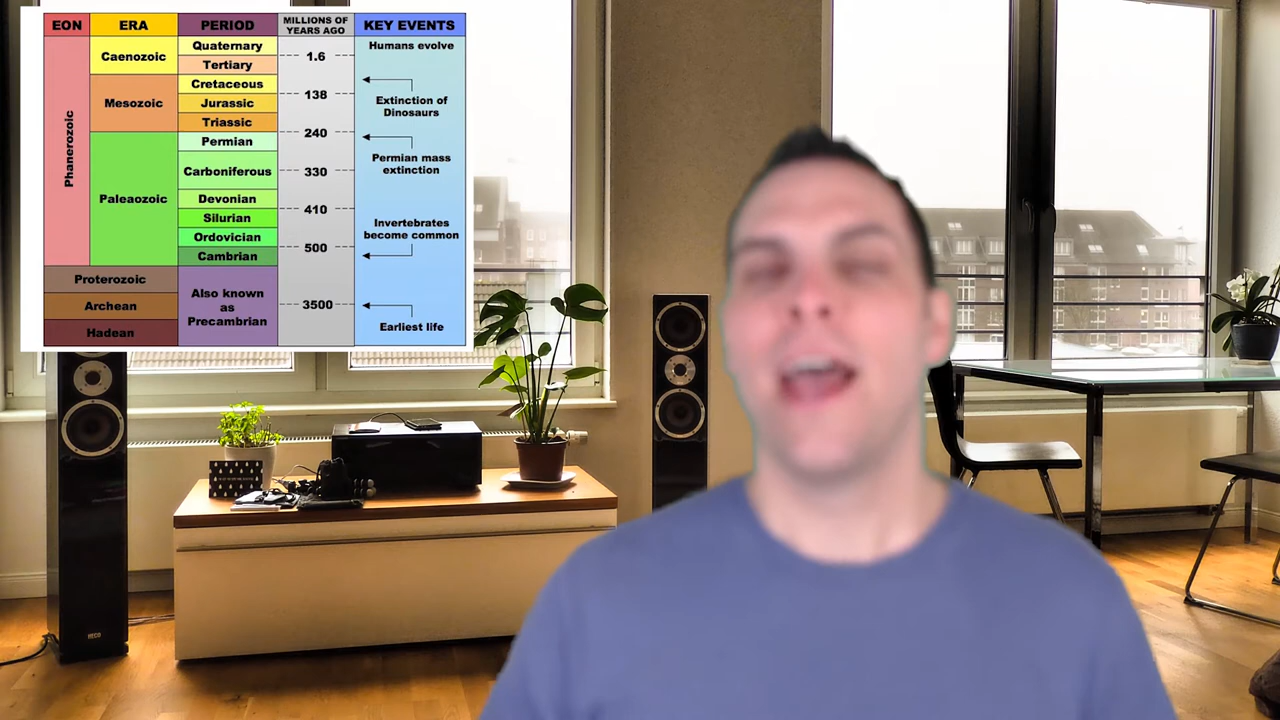 EON ERA PERIOD MILLIONS OF YEARS AGO KEY EVENTS
Phanerozoic
Caenozoic
Mesozoic
Paleaozoic
Proterozoic
Archean
Hadean
Quaternary
Tertiary
Cretaceous
Jurassic
Triassic
Permian
Carboniferous
Devonian
Silurian
Ordovician
Cambrian
Also known
as
Precambrian
1.6
138
240
330
410
500
3500
Humans evolve
Extinction of
Dinosaurs
Permian mass
extinction
Invertebrates
become common
Earliest life
HECO